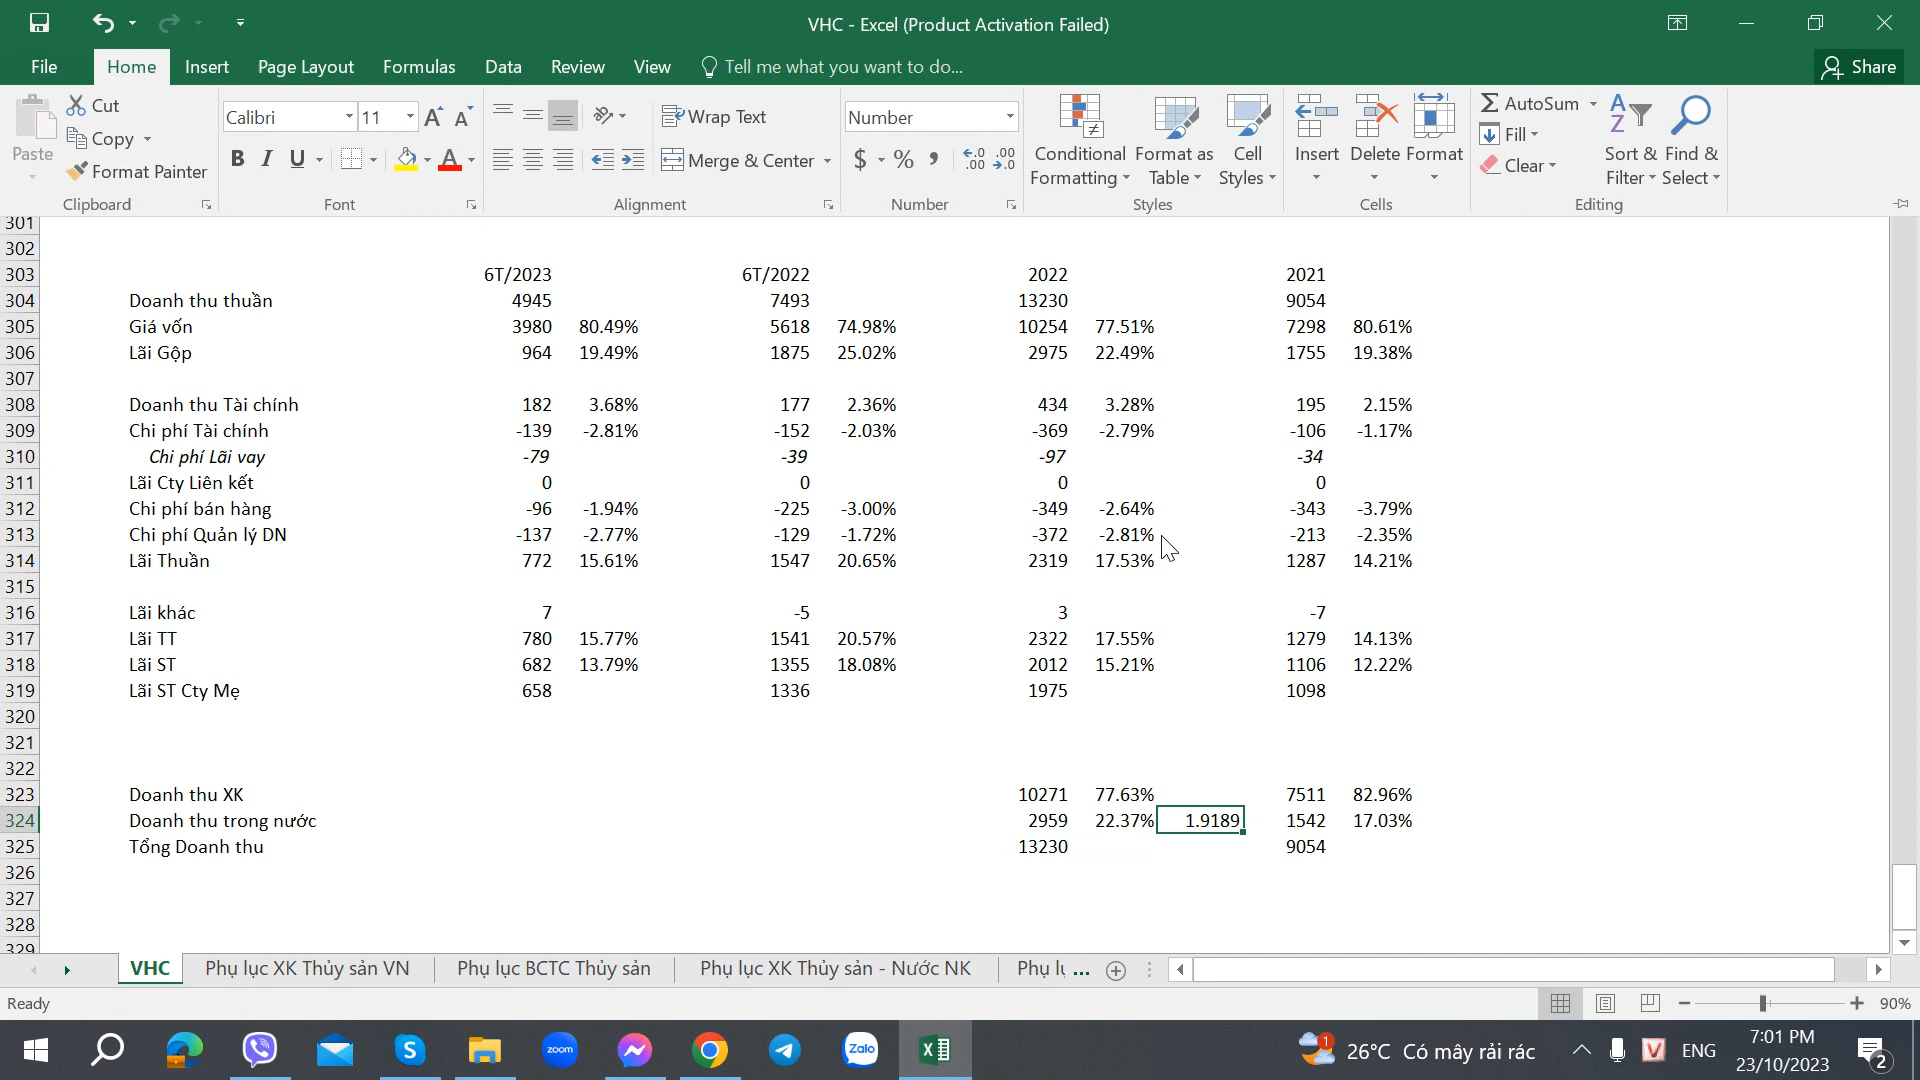 VHC - Excel (Product Activation Failed)
File Home Insert Page Layout Formulas Data Review View Tell me what you want to do... Share
Paste Cut Copy Format Painter Clipboard
Calibri 11 B I U A Font
Wrap Text Merge & Center Alignment
Number $ % , Number
Conditional Formatting Format as Table Cell Styles Styles
Insert Delete Format Cells
AutoSum Fill Clear Sort & Filter Find & Select Editing
301
302
303 6T/2023 6T/2022 2022 2021
304 Doanh thu thuần 4945 7493 13230 9054
305 Giá vốn 3980 80.49% 5618 74.98% 10254 77.51% 7298 80.61%
306 Lãi Gộp 964 19.49% 1875 25.02% 2975 22.49% 1755 19.38%
307
308 Doanh thu Tài chính 182 3.68% 177 2.36% 434 3.28% 195 2.15%
309 Chi phí Tài chính -139 -2.81% -152 -2.03% -369 -2.79% -106 -1.17%
310 Chi phí Lãi vay -79 -39 -97 -34
311 Lãi Cty Liên kết 0 0 0 0
312 Chi phí bán hàng -96 -1.94% -225 -3.00% -349 -2.64% -343 -3.79%
313 Chi phí Quản lý DN -137 -2.77% -129 -1.72% -372 -2.81% -213 -2.35%
314 Lãi Thuần 772 15.61% 1547 20.65% 2319 17.53% 1287 14.21%
315
316 Lãi khác 7 -5 3 -7
317 Lãi TT 780 15.77% 1541 20.57% 2322 17.55% 1279 14.13%
318 Lãi ST 682 13.79% 1355 18.08% 2012 15.21% 1106 12.22%
319 Lãi ST Cty Mẹ 658 1336 1975 1098
320
321
322
323 Doanh thu XK 10271 77.63% 7511 82.96%
324 Doanh thu trong nước 2959 22.37% 1.9189 1542 17.03%
325 Tổng Doanh thu 13230 9054
326
327
328
329
VHC Phụ lục XK Thủy sản VN Phụ lục BCTC Thủy sản Phụ lục XK Thủy sản - Nước NK Phụ lụ ...
Ready 90%
zoom Zalo 1 26°C Có mây rải rác V ENG 7:01 PM 2
23/10/2023